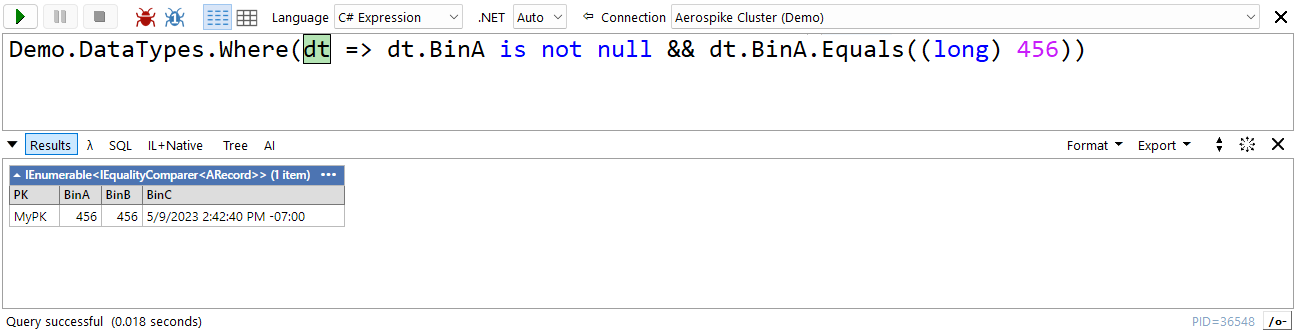 Language C# Expression .NET Auto Connection Aerospike Cluster (Demo)
Demo.DataTypes.Where(dt => dt.BinA is not null && dt.BinA.Equals((long) 456))
Results λ SQL IL+Native Tree AI Format Export
IEnumerable<IEqualityComparer<ARecord>> (1 item) •••
PK BinA BinB BinC
MyPK 456 456 5/9/2023 2:42:40 PM -07:00
Query successful (0.018 seconds) PID=36548 /o-